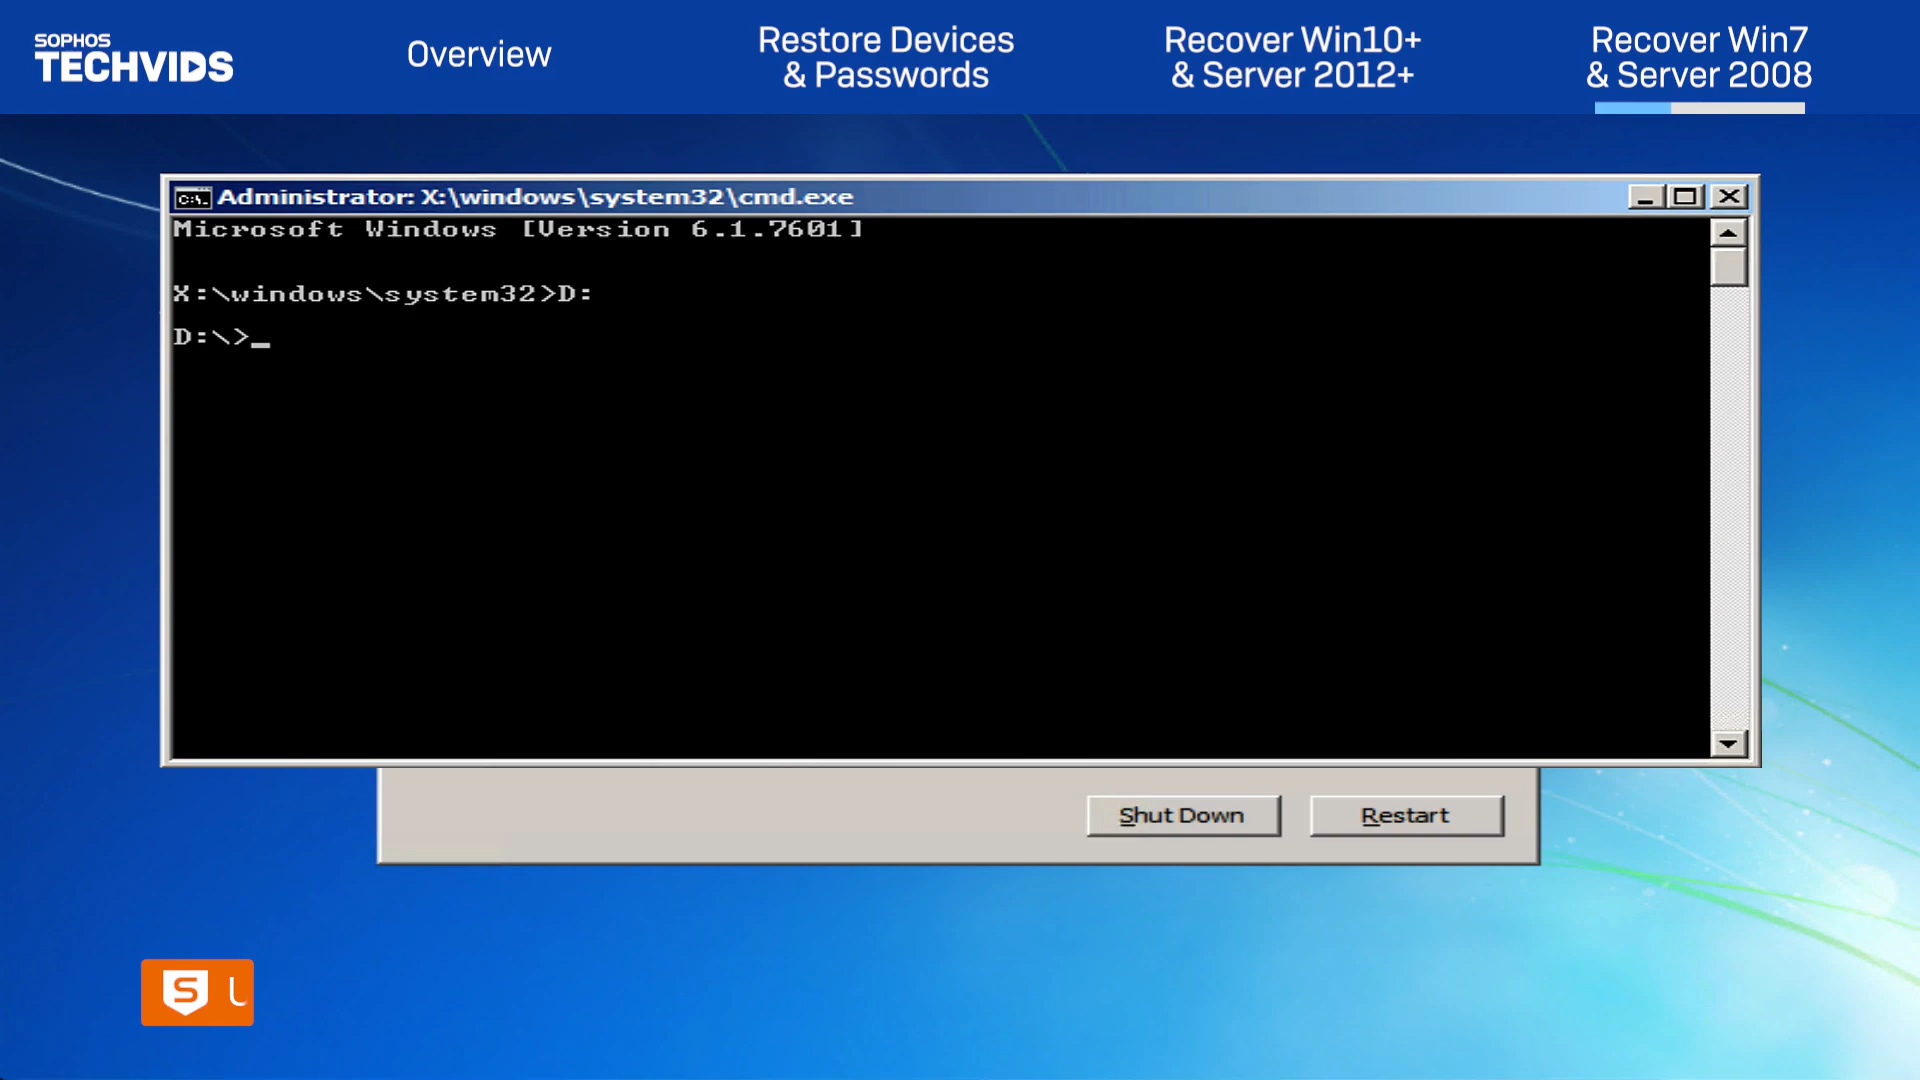 SOPHOS
TECHVIDS
Overview
Restore Devices
& Passwords
Recover Win10+
& Server 2012+
Recover Win7
& Server 2008
Administrator: X:\windows\system32\cmd.exe
Microsoft Windows [Version 6.1.7601]
X:\windows\system32>D:
D:\>_
Shut Down
Restart
S